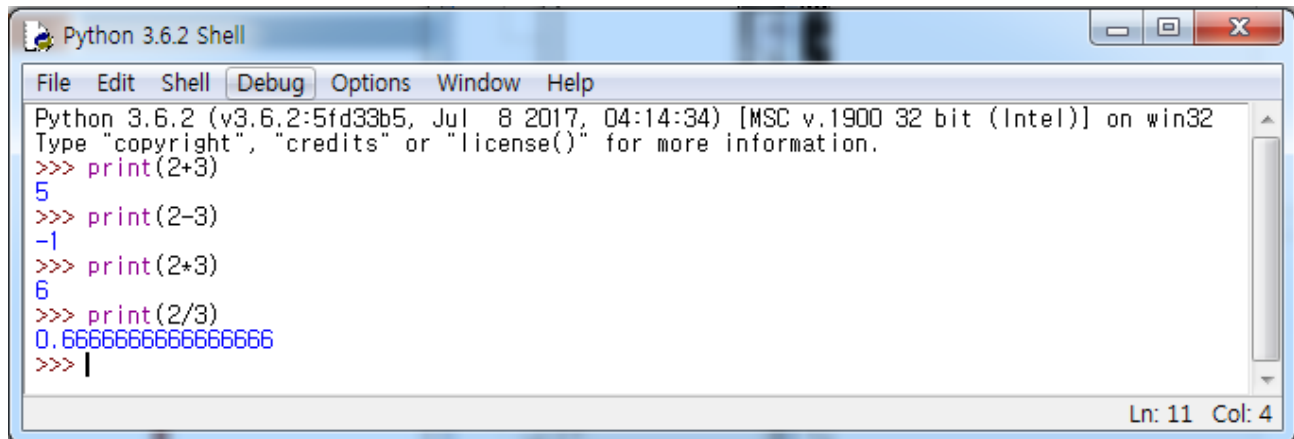 Python 3.6.2 Shell
File Edit Shell Debug Options Window Help
Python 3.6.2 (v3.6.2:5fd33b5, Jul  8 2017, 04:14:34) [MSC v.1900 32 bit (Intel)] on win32
Type "copyright", "credits" or "license()" for more information.
>>> print(2+3)
5
>>> print(2-3)
-1
>>> print(2*3)
6
>>> print(2/3)
0.6666666666666666
>>>
Ln: 11 Col: 4